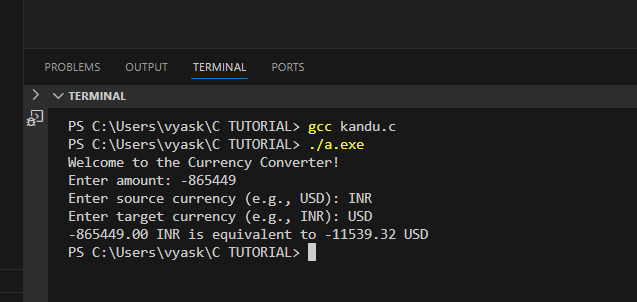 PROBLEMS OUTPUT TERMINAL PORTS
TERMINAL
PS C:\Users\vyask\C TUTORIAL> gcc kandu.c
PS C:\Users\vyask\C TUTORIAL> ./a.exe
Welcome to the Currency Converter!
Enter amount: -865449
Enter source currency (e.g., USD): INR
Enter target currency (e.g., INR): USD
-865449.00 INR is equivalent to -11539.32 USD
PS C:\Users\vyask\C TUTORIAL>